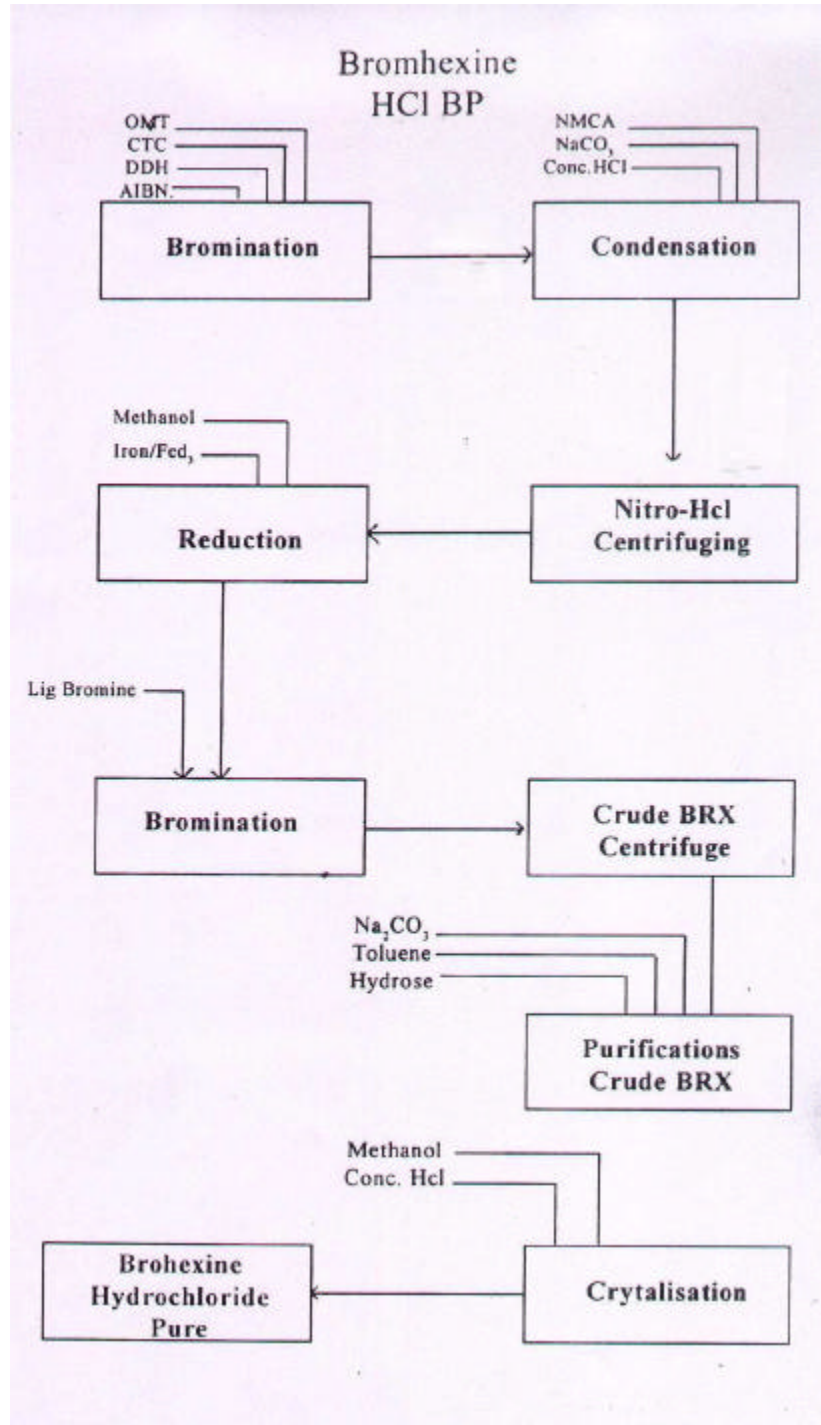 Bromhexine
HCl BP
ONT
CTC
DDH
AIBN.
Bromination
NMCA
NaCO₃
Conc.HCl
Condensation
Methanol
Iron/Fed₃
Reduction
Nitro-Hcl
Centrifuging
Lig Bromine
Bromination
Crude BRX
Centrifuge
Na₂CO₃
Toluene
Hydrose
Purifications
Crude BRX
Methanol
Conc. Hcl
Brohexine
Hydrochloride
Pure
Crytalisation